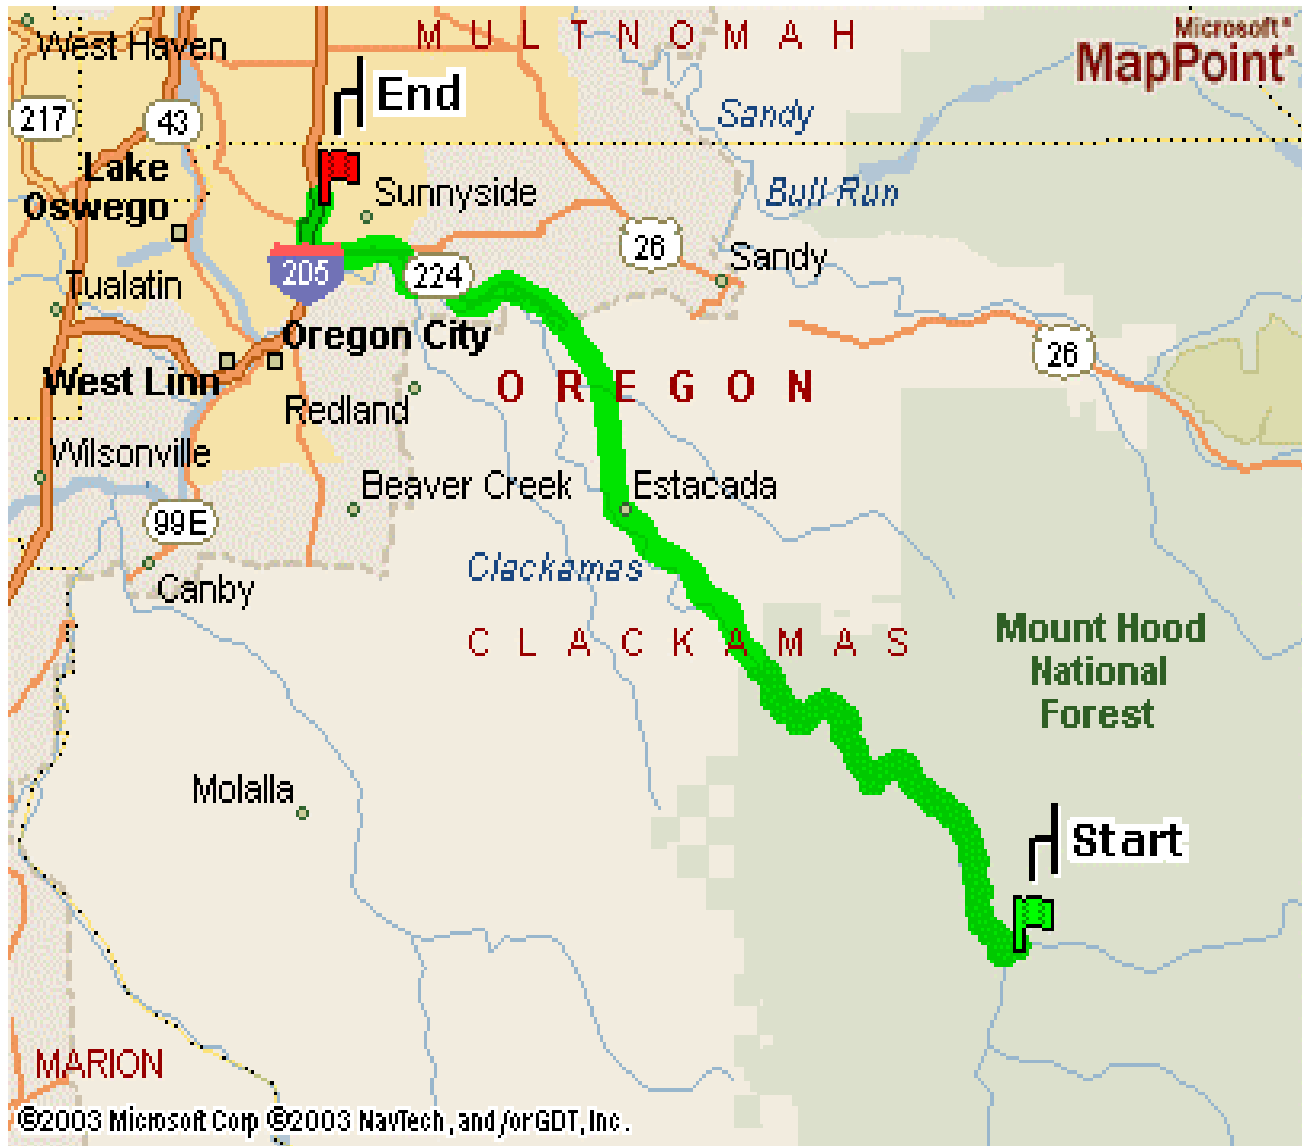 MULTNOMAH
Microsoft®
MapPoint®
West Haven
End
217
43
Sandy
Lake
Oswego
Sunnyside
Bull Run
26
Sandy
205
224
Tualatin
Oregon City
26
West Linn
OREGON
Redland
Wilsonville
Beaver Creek
Estacada
99E
Clackamas
Canby
CLACKAMAS
Mount Hood
National
Forest
Molalla
Start
MARION
©2003 Microsoft Corp ©2003 NavTech, and/or GDT, Inc.